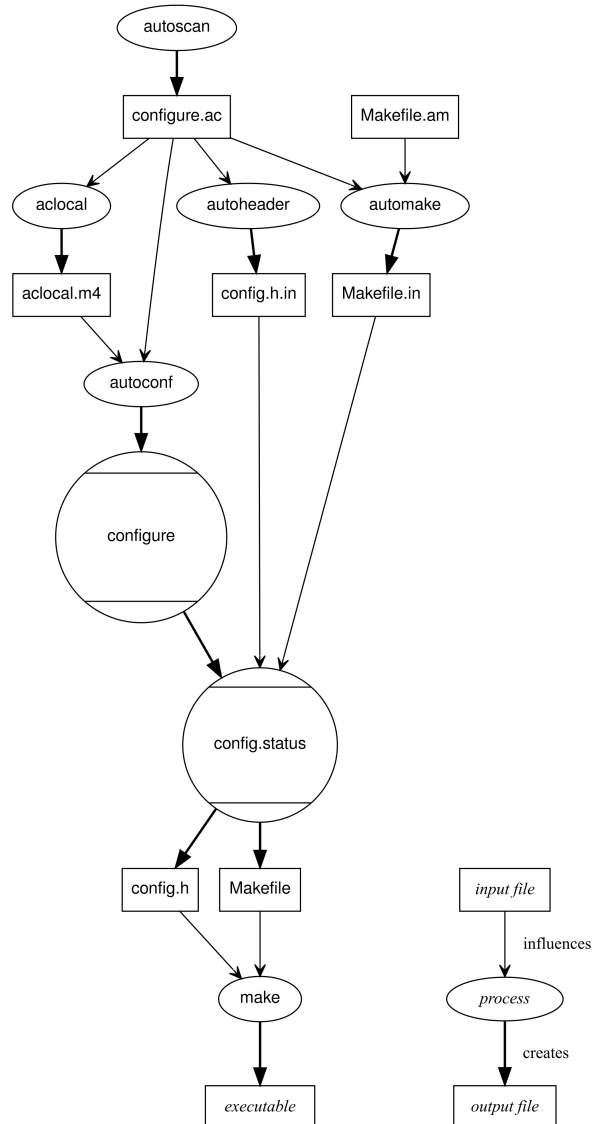 autoscan
configure.ac
Makefile.am
aclocal
autoheader
automake
aclocal.m4
config.h.in
Makefile.in
autoconf
configure
config.status
config.h
Makefile
input file
influences
make
process
creates
executable
output file